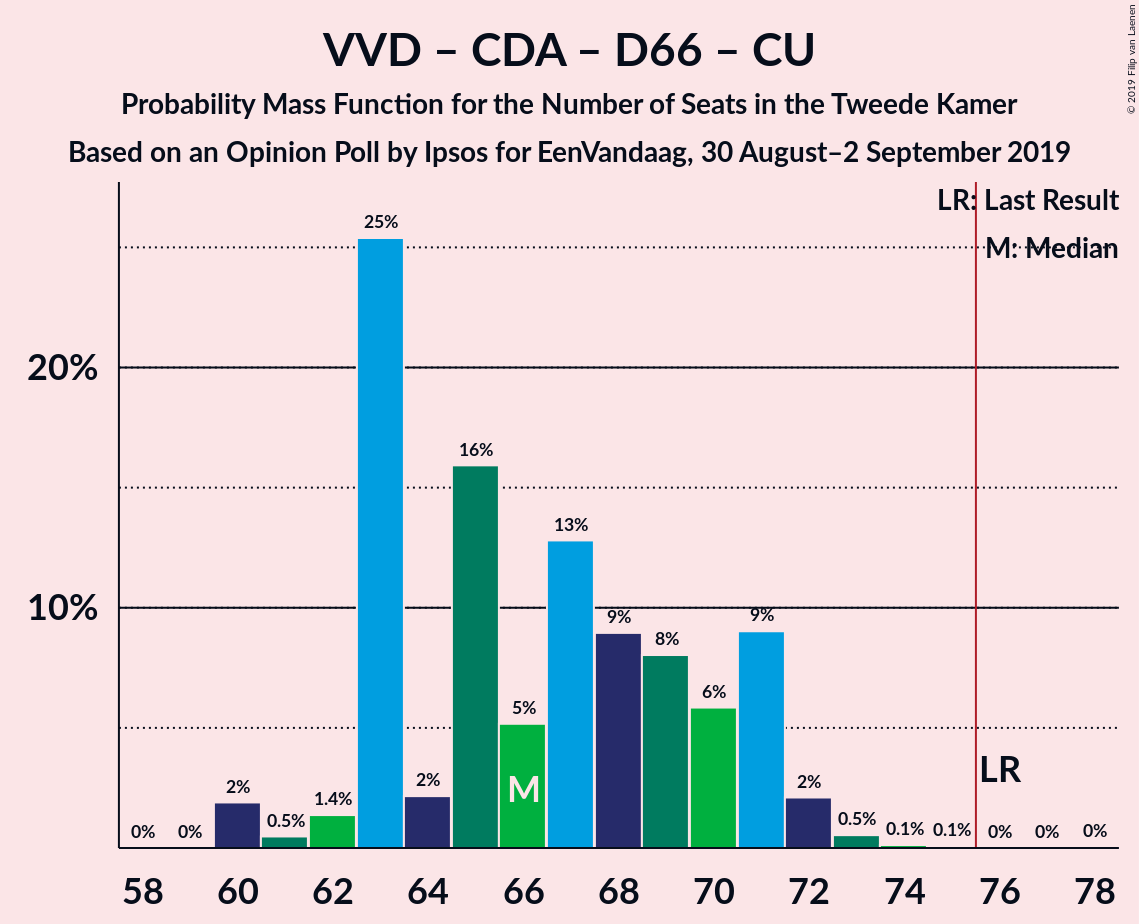 VVD – CDA – D66 – CU
Probability Mass Function for the Number of Seats in the Tweede Kamer
Based on an Opinion Poll by Ipsos for EenVandaag, 30 August–2 September 2019
© 2019 Filip van Laenen
LR: Last Result
M: Median
20%
10%
0%
0%
2%
0.5%
1.4%
25%
2%
16%
5%
13%
9%
8%
6%
9%
2%
0.5%
0.1%
0.1%
0%
0%
0%
M
LR
58 60 62 64 66 68 70 72 74 76 78